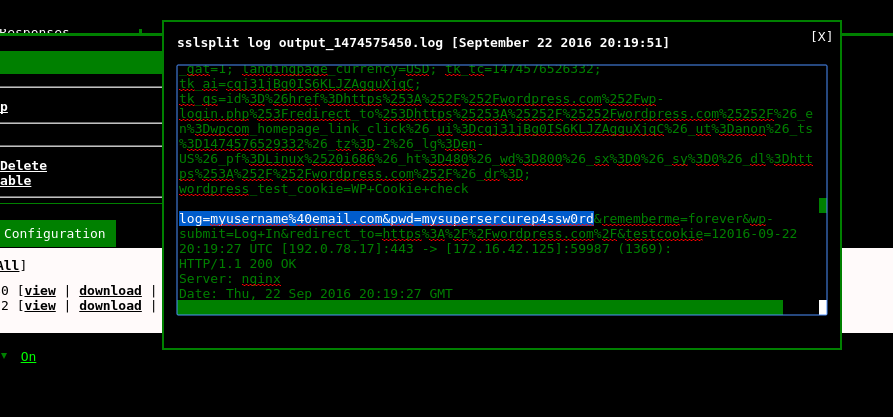 Responses
sslsplit log output_1474575450.log [September 22 2016 20:19:51]
[X]
_gat=1; landingpage_currency=USD; tk_tc=1474576526332;
tk_ai=cgj31jBg0IS6KLJZAgguXjgC;
tk_qs=id%3D%26href%3Dhttps%253A%252F%252Fwordpress.com%252Fwp-
login.php%253Fredirect_to%253Dhttps%25253A%25252F%25252Fwordpress.com%25252F%26_e
n%3Dwpcom_homepage_link_click%26_ui%3Dcgj31jBg0IS6KLJZAgguXjgC%26_ut%3Danon%26_ts
%3D1474576529332%26_tz%3D-2%26_lg%3Den-
US%26_pf%3DLinux%2520i686%26_ht%3D480%26_wd%3D800%26_sx%3D0%26_sy%3D0%26_dl%3Dhtt
ps%253A%252F%252Fwordpress.com%252F%26_dr%3D;
wordpress_test_cookie=WP+Cookie+check
log=myusername%40email.com&pwd=mysupersercurep4ssw0rd&rememberme=forever&wp-
submit=Log+In&redirect_to=https%3A%2F%2Fwordpress.com%2F&testcookie=12016-09-22
20:19:27 UTC [192.0.78.17]:443 -> [172.16.42.125]:59987 (1369):
HTTP/1.1 200 OK
Server: nginx
Date: Thu, 22 Sep 2016 20:19:27 GMT
p
Delete
able
Configuration
All]
0 [view | download |
2 [view | download |
On